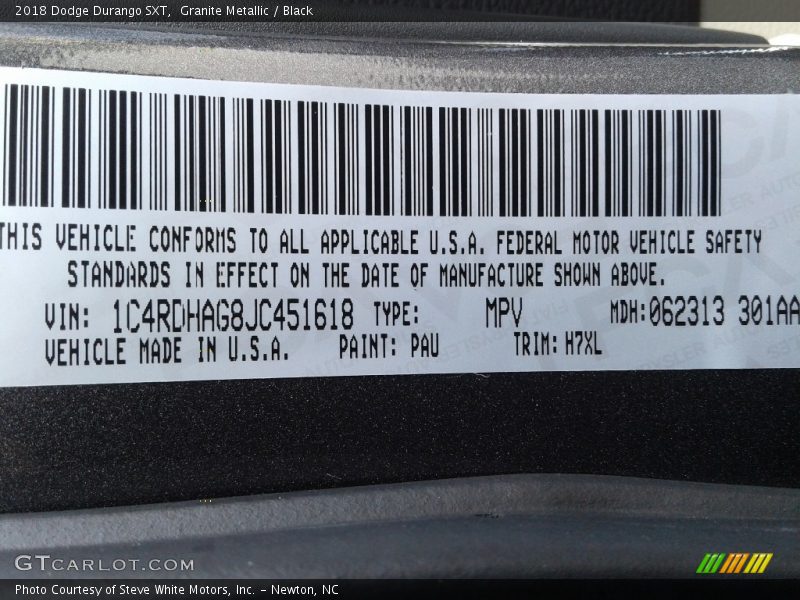 2018 Dodge Durango SXT,  Granite Metallic / Black
THIS VEHICLE CONFORMS TO ALL APPLICABLE U.S.A. FEDERAL MOTOR VEHICLE SAFETY
STANDARDS IN EFFECT ON THE DATE OF MANUFACTURE SHOWN ABOVE.
VIN: 1C4RDHAG8JC451618 TYPE: MPV MDH:062313 301AA
VEHICLE MADE IN U.S.A. PAINT: PAU TRIM: H7XL
GTCARLOT.COM
Photo Courtesy of Steve White Motors, Inc. – Newton, NC